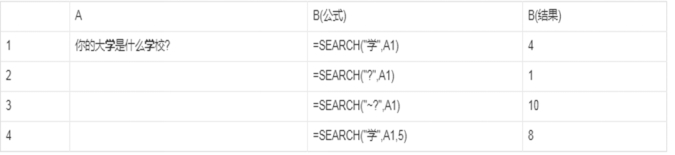 A B(公式) B(结果)
1 你的大学是什么学校? =SEARCH("学",A1) 4
2 =SEARCH("?",A1) 1
3 =SEARCH("~?",A1) 10
4 =SEARCH("学",A1,5) 8